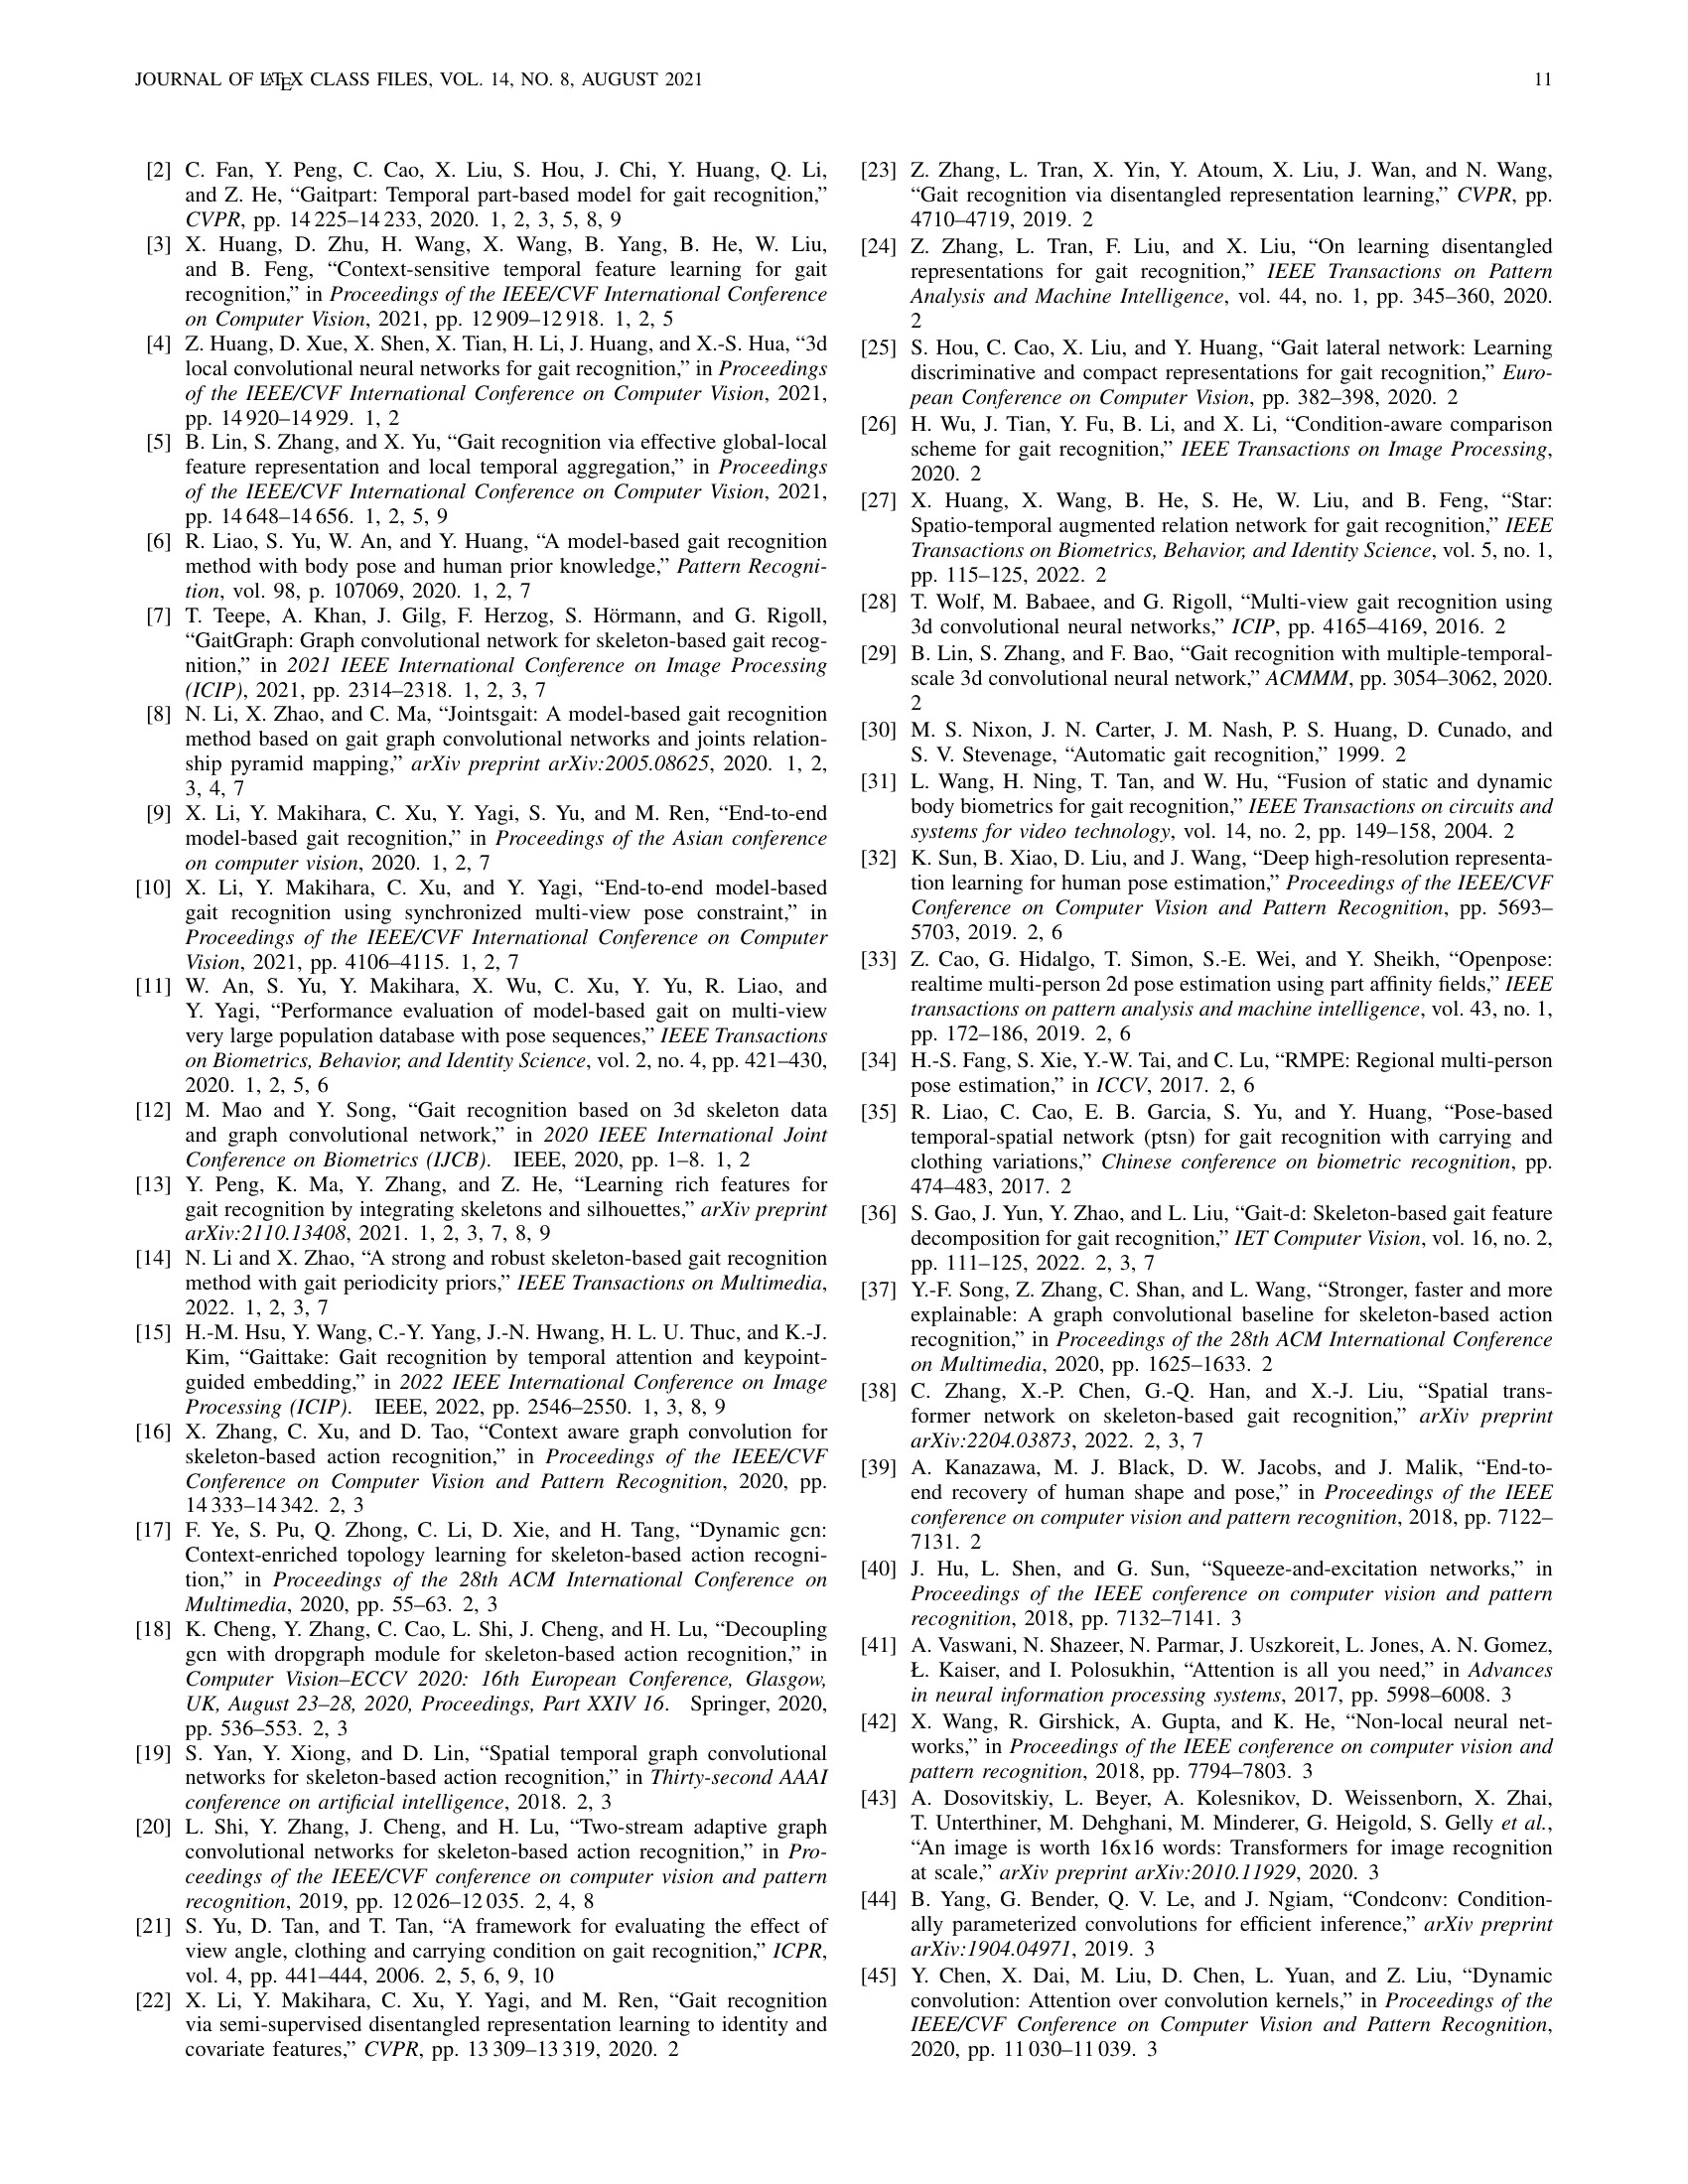 JOURNAL OF LATEX CLASS FILES, VOL. 14, NO. 8, AUGUST 2021
11
[2] C. Fan, Y. Peng, C. Cao, X. Liu, S. Hou, J. Chi, Y. Huang, Q. Li,
and Z. He, “Gaitpart: Temporal part-based model for gait recognition,”
CVPR, pp. 14 225–14 233, 2020. 1, 2, 3, 5, 8, 9
[3] X. Huang, D. Zhu, H. Wang, X. Wang, B. Yang, B. He, W. Liu,
and B. Feng, “Context-sensitive temporal feature learning for gait
recognition,” in Proceedings of the IEEE/CVF International Conference
on Computer Vision, 2021, pp. 12 909–12 918. 1, 2, 5
[4] Z. Huang, D. Xue, X. Shen, X. Tian, H. Li, J. Huang, and X.-S. Hua, “3d
local convolutional neural networks for gait recognition,” in Proceedings
of the IEEE/CVF International Conference on Computer Vision, 2021,
pp. 14 920–14 929. 1, 2
[5] B. Lin, S. Zhang, and X. Yu, “Gait recognition via effective global-local
feature representation and local temporal aggregation,” in Proceedings
of the IEEE/CVF International Conference on Computer Vision, 2021,
pp. 14 648–14 656. 1, 2, 5, 9
[6] R. Liao, S. Yu, W. An, and Y. Huang, “A model-based gait recognition
method with body pose and human prior knowledge,” Pattern Recogni-
tion, vol. 98, p. 107069, 2020. 1, 2, 7
[7] T. Teepe, A. Khan, J. Gilg, F. Herzog, S. Hörmann, and G. Rigoll,
“GaitGraph: Graph convolutional network for skeleton-based gait recog-
nition,” in 2021 IEEE International Conference on Image Processing
(ICIP), 2021, pp. 2314–2318. 1, 2, 3, 7
[8] N. Li, X. Zhao, and C. Ma, “Jointsgait: A model-based gait recognition
method based on gait graph convolutional networks and joints relation-
ship pyramid mapping,” arXiv preprint arXiv:2005.08625, 2020. 1, 2,
3, 4, 7
[9] X. Li, Y. Makihara, C. Xu, Y. Yagi, S. Yu, and M. Ren, “End-to-end
model-based gait recognition,” in Proceedings of the Asian conference
on computer vision, 2020. 1, 2, 7
[10] X. Li, Y. Makihara, C. Xu, and Y. Yagi, “End-to-end model-based
gait recognition using synchronized multi-view pose constraint,” in
Proceedings of the IEEE/CVF International Conference on Computer
Vision, 2021, pp. 4106–4115. 1, 2, 7
[11] W. An, S. Yu, Y. Makihara, X. Wu, C. Xu, Y. Yu, R. Liao, and
Y. Yagi, “Performance evaluation of model-based gait on multi-view
very large population database with pose sequences,” IEEE Transactions
on Biometrics, Behavior, and Identity Science, vol. 2, no. 4, pp. 421–430,
2020. 1, 2, 5, 6
[12] M. Mao and Y. Song, “Gait recognition based on 3d skeleton data
and graph convolutional network,” in 2020 IEEE International Joint
Conference on Biometrics (IJCB). IEEE, 2020, pp. 1–8. 1, 2
[13] Y. Peng, K. Ma, Y. Zhang, and Z. He, “Learning rich features for
gait recognition by integrating skeletons and silhouettes,” arXiv preprint
arXiv:2110.13408, 2021. 1, 2, 3, 7, 8, 9
[14] N. Li and X. Zhao, “A strong and robust skeleton-based gait recognition
method with gait periodicity priors,” IEEE Transactions on Multimedia,
2022. 1, 2, 3, 7
[15] H.-M. Hsu, Y. Wang, C.-Y. Yang, J.-N. Hwang, H. L. U. Thuc, and K.-J.
Kim, “Gaittake: Gait recognition by temporal attention and keypoint-
guided embedding,” in 2022 IEEE International Conference on Image
Processing (ICIP). IEEE, 2022, pp. 2546–2550. 1, 3, 8, 9
[16] X. Zhang, C. Xu, and D. Tao, “Context aware graph convolution for
skeleton-based action recognition,” in Proceedings of the IEEE/CVF
Conference on Computer Vision and Pattern Recognition, 2020, pp.
14 333–14 342. 2, 3
[17] F. Ye, S. Pu, Q. Zhong, C. Li, D. Xie, and H. Tang, “Dynamic gcn:
Context-enriched topology learning for skeleton-based action recogni-
tion,” in Proceedings of the 28th ACM International Conference on
Multimedia, 2020, pp. 55–63. 2, 3
[18] K. Cheng, Y. Zhang, C. Cao, L. Shi, J. Cheng, and H. Lu, “Decoupling
gcn with dropgraph module for skeleton-based action recognition,” in
Computer Vision–ECCV 2020: 16th European Conference, Glasgow,
UK, August 23–28, 2020, Proceedings, Part XXIV 16. Springer, 2020,
pp. 536–553. 2, 3
[19] S. Yan, Y. Xiong, and D. Lin, “Spatial temporal graph convolutional
networks for skeleton-based action recognition,” in Thirty-second AAAI
conference on artificial intelligence, 2018. 2, 3
[20] L. Shi, Y. Zhang, J. Cheng, and H. Lu, “Two-stream adaptive graph
convolutional networks for skeleton-based action recognition,” in Pro-
ceedings of the IEEE/CVF conference on computer vision and pattern
recognition, 2019, pp. 12 026–12 035. 2, 4, 8
[21] S. Yu, D. Tan, and T. Tan, “A framework for evaluating the effect of
view angle, clothing and carrying condition on gait recognition,” ICPR,
vol. 4, pp. 441–444, 2006. 2, 5, 6, 9, 10
[22] X. Li, Y. Makihara, C. Xu, Y. Yagi, and M. Ren, “Gait recognition
via semi-supervised disentangled representation learning to identity and
covariate features,” CVPR, pp. 13 309–13 319, 2020. 2
[23] Z. Zhang, L. Tran, X. Yin, Y. Atoum, X. Liu, J. Wan, and N. Wang,
“Gait recognition via disentangled representation learning,” CVPR, pp.
4710–4719, 2019. 2
[24] Z. Zhang, L. Tran, F. Liu, and X. Liu, “On learning disentangled
representations for gait recognition,” IEEE Transactions on Pattern
Analysis and Machine Intelligence, vol. 44, no. 1, pp. 345–360, 2020.
2
[25] S. Hou, C. Cao, X. Liu, and Y. Huang, “Gait lateral network: Learning
discriminative and compact representations for gait recognition,” Euro-
pean Conference on Computer Vision, pp. 382–398, 2020. 2
[26] H. Wu, J. Tian, Y. Fu, B. Li, and X. Li, “Condition-aware comparison
scheme for gait recognition,” IEEE Transactions on Image Processing,
2020. 2
[27] X. Huang, X. Wang, B. He, S. He, W. Liu, and B. Feng, “Star:
Spatio-temporal augmented relation network for gait recognition,” IEEE
Transactions on Biometrics, Behavior, and Identity Science, vol. 5, no. 1,
pp. 115–125, 2022. 2
[28] T. Wolf, M. Babaee, and G. Rigoll, “Multi-view gait recognition using
3d convolutional neural networks,” ICIP, pp. 4165–4169, 2016. 2
[29] B. Lin, S. Zhang, and F. Bao, “Gait recognition with multiple-temporal-
scale 3d convolutional neural network,” ACMMM, pp. 3054–3062, 2020.
2
[30] M. S. Nixon, J. N. Carter, J. M. Nash, P. S. Huang, D. Cunado, and
S. V. Stevenage, “Automatic gait recognition,” 1999. 2
[31] L. Wang, H. Ning, T. Tan, and W. Hu, “Fusion of static and dynamic
body biometrics for gait recognition,” IEEE Transactions on circuits and
systems for video technology, vol. 14, no. 2, pp. 149–158, 2004. 2
[32] K. Sun, B. Xiao, D. Liu, and J. Wang, “Deep high-resolution representa-
tion learning for human pose estimation,” Proceedings of the IEEE/CVF
Conference on Computer Vision and Pattern Recognition, pp. 5693–
5703, 2019. 2, 6
[33] Z. Cao, G. Hidalgo, T. Simon, S.-E. Wei, and Y. Sheikh, “Openpose:
realtime multi-person 2d pose estimation using part affinity fields,” IEEE
transactions on pattern analysis and machine intelligence, vol. 43, no. 1,
pp. 172–186, 2019. 2, 6
[34] H.-S. Fang, S. Xie, Y.-W. Tai, and C. Lu, “RMPE: Regional multi-person
pose estimation,” in ICCV, 2017. 2, 6
[35] R. Liao, C. Cao, E. B. Garcia, S. Yu, and Y. Huang, “Pose-based
temporal-spatial network (ptsn) for gait recognition with carrying and
clothing variations,” Chinese conference on biometric recognition, pp.
474–483, 2017. 2
[36] S. Gao, J. Yun, Y. Zhao, and L. Liu, “Gait-d: Skeleton-based gait feature
decomposition for gait recognition,” IET Computer Vision, vol. 16, no. 2,
pp. 111–125, 2022. 2, 3, 7
[37] Y.-F. Song, Z. Zhang, C. Shan, and L. Wang, “Stronger, faster and more
explainable: A graph convolutional baseline for skeleton-based action
recognition,” in Proceedings of the 28th ACM International Conference
on Multimedia, 2020, pp. 1625–1633. 2
[38] C. Zhang, X.-P. Chen, G.-Q. Han, and X.-J. Liu, “Spatial trans-
former network on skeleton-based gait recognition,” arXiv preprint
arXiv:2204.03873, 2022. 2, 3, 7
[39] A. Kanazawa, M. J. Black, D. W. Jacobs, and J. Malik, “End-to-
end recovery of human shape and pose,” in Proceedings of the IEEE
conference on computer vision and pattern recognition, 2018, pp. 7122–
7131. 2
[40] J. Hu, L. Shen, and G. Sun, “Squeeze-and-excitation networks,” in
Proceedings of the IEEE conference on computer vision and pattern
recognition, 2018, pp. 7132–7141. 3
[41] A. Vaswani, N. Shazeer, N. Parmar, J. Uszkoreit, L. Jones, A. N. Gomez,
Ł. Kaiser, and I. Polosukhin, “Attention is all you need,” in Advances
in neural information processing systems, 2017, pp. 5998–6008. 3
[42] X. Wang, R. Girshick, A. Gupta, and K. He, “Non-local neural net-
works,” in Proceedings of the IEEE conference on computer vision and
pattern recognition, 2018, pp. 7794–7803. 3
[43] A. Dosovitskiy, L. Beyer, A. Kolesnikov, D. Weissenborn, X. Zhai,
T. Unterthiner, M. Dehghani, M. Minderer, G. Heigold, S. Gelly et al.,
“An image is worth 16x16 words: Transformers for image recognition
at scale,” arXiv preprint arXiv:2010.11929, 2020. 3
[44] B. Yang, G. Bender, Q. V. Le, and J. Ngiam, “Condconv: Condition-
ally parameterized convolutions for efficient inference,” arXiv preprint
arXiv:1904.04971, 2019. 3
[45] Y. Chen, X. Dai, M. Liu, D. Chen, L. Yuan, and Z. Liu, “Dynamic
convolution: Attention over convolution kernels,” in Proceedings of the
IEEE/CVF Conference on Computer Vision and Pattern Recognition,
2020, pp. 11 030–11 039. 3